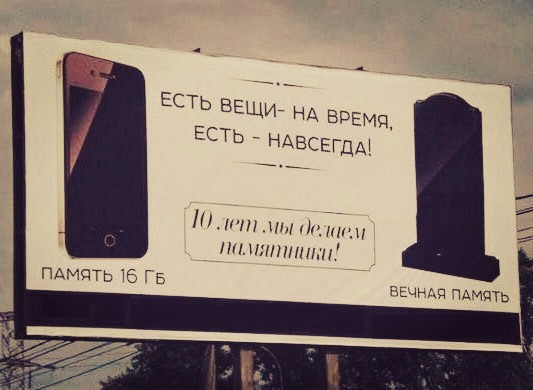 ЕСТЬ ВЕЩИ- НА ВРЕМЯ,
ЕСТЬ - НАВСЕГДА!
10 лет мы делаем
памятники!
ПАМЯТЬ 16 ГБ
ВЕЧНАЯ ПАМЯТЬ